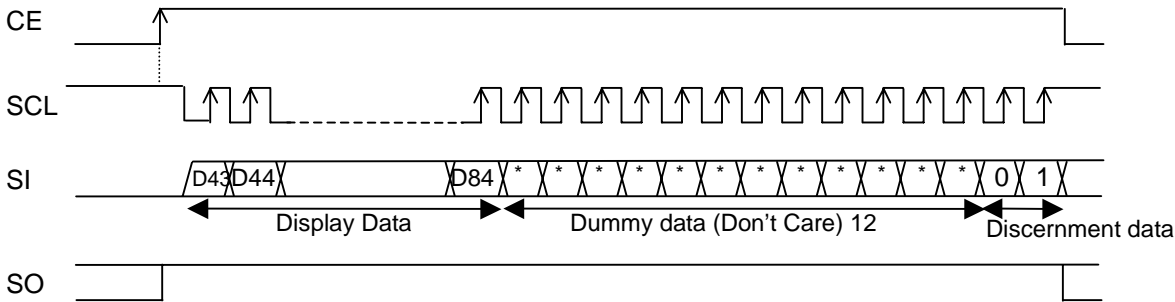 CE
SCL
SI D43 D44 D84 * * * * * * * * * * * * 0 1
Display Data Dummy data (Don't Care) 12 Discernment data
SO